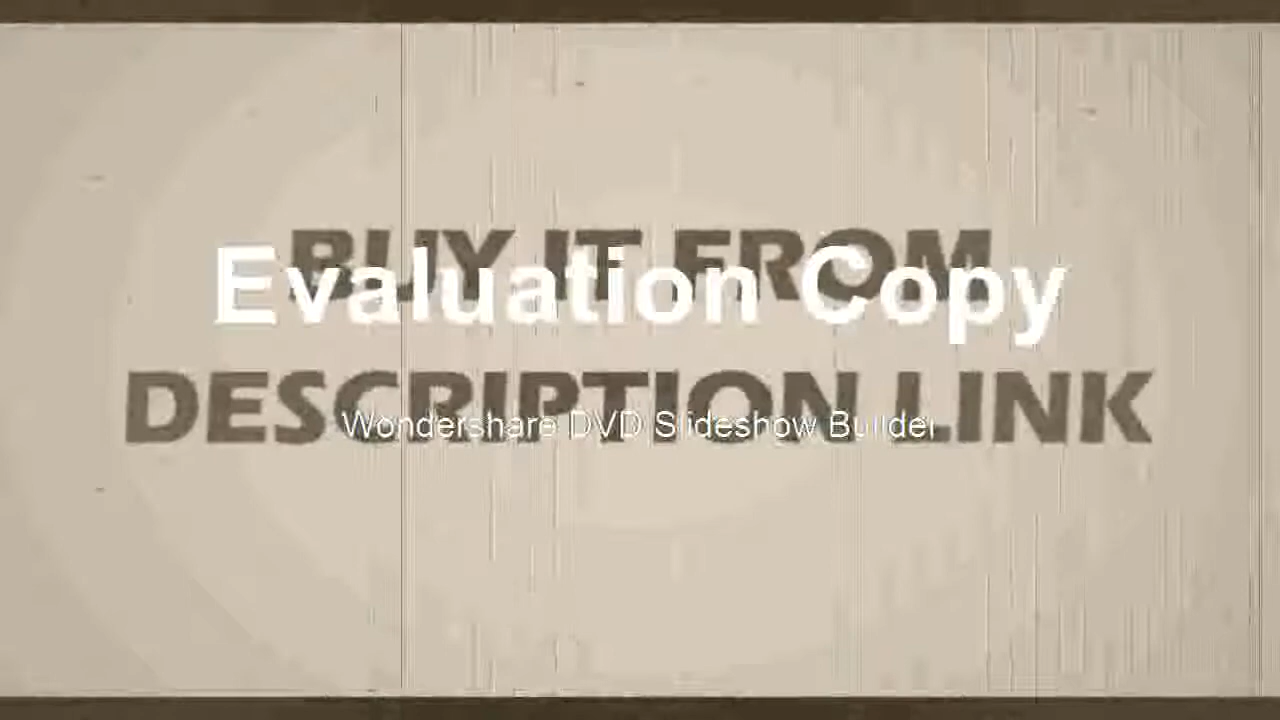 BUY IT FROM
Evaluation Copy
DESCRIPTION LINK
Wondershare DVD Slideshow Builder